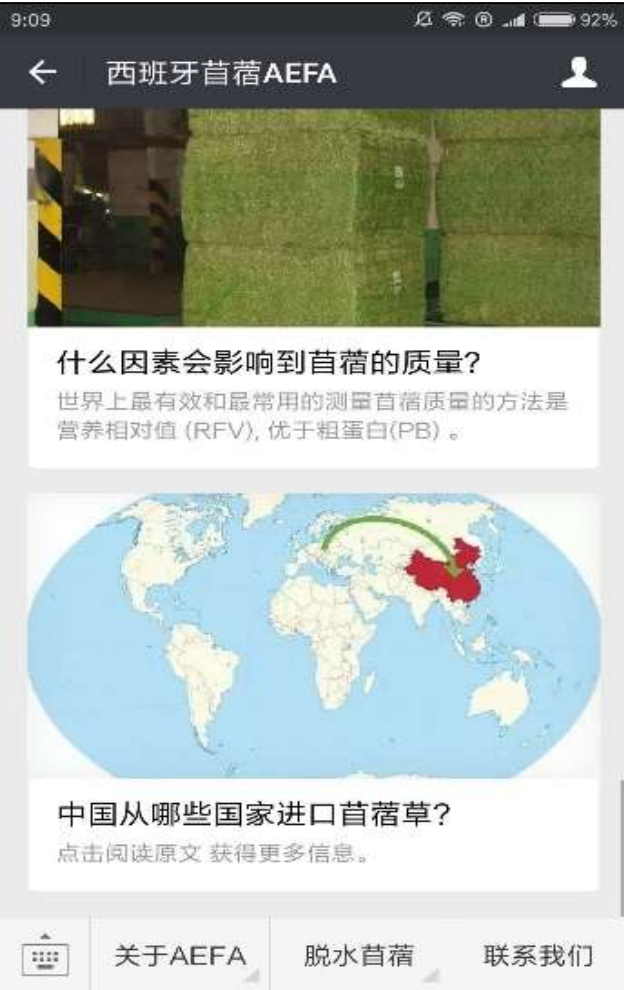 9:09
92%
西班牙苜蓿AEFA
什么因素会影响到苜蓿的质量?
世界上最有效和最常用的测量苜蓿质量的方法是
营养相对值 (RFV), 优于粗蛋白(PB) 。
中国从哪些国家进口苜蓿草?
点击阅读原文 获得更多信息。
关于AEFA
脱水苜蓿
联系我们